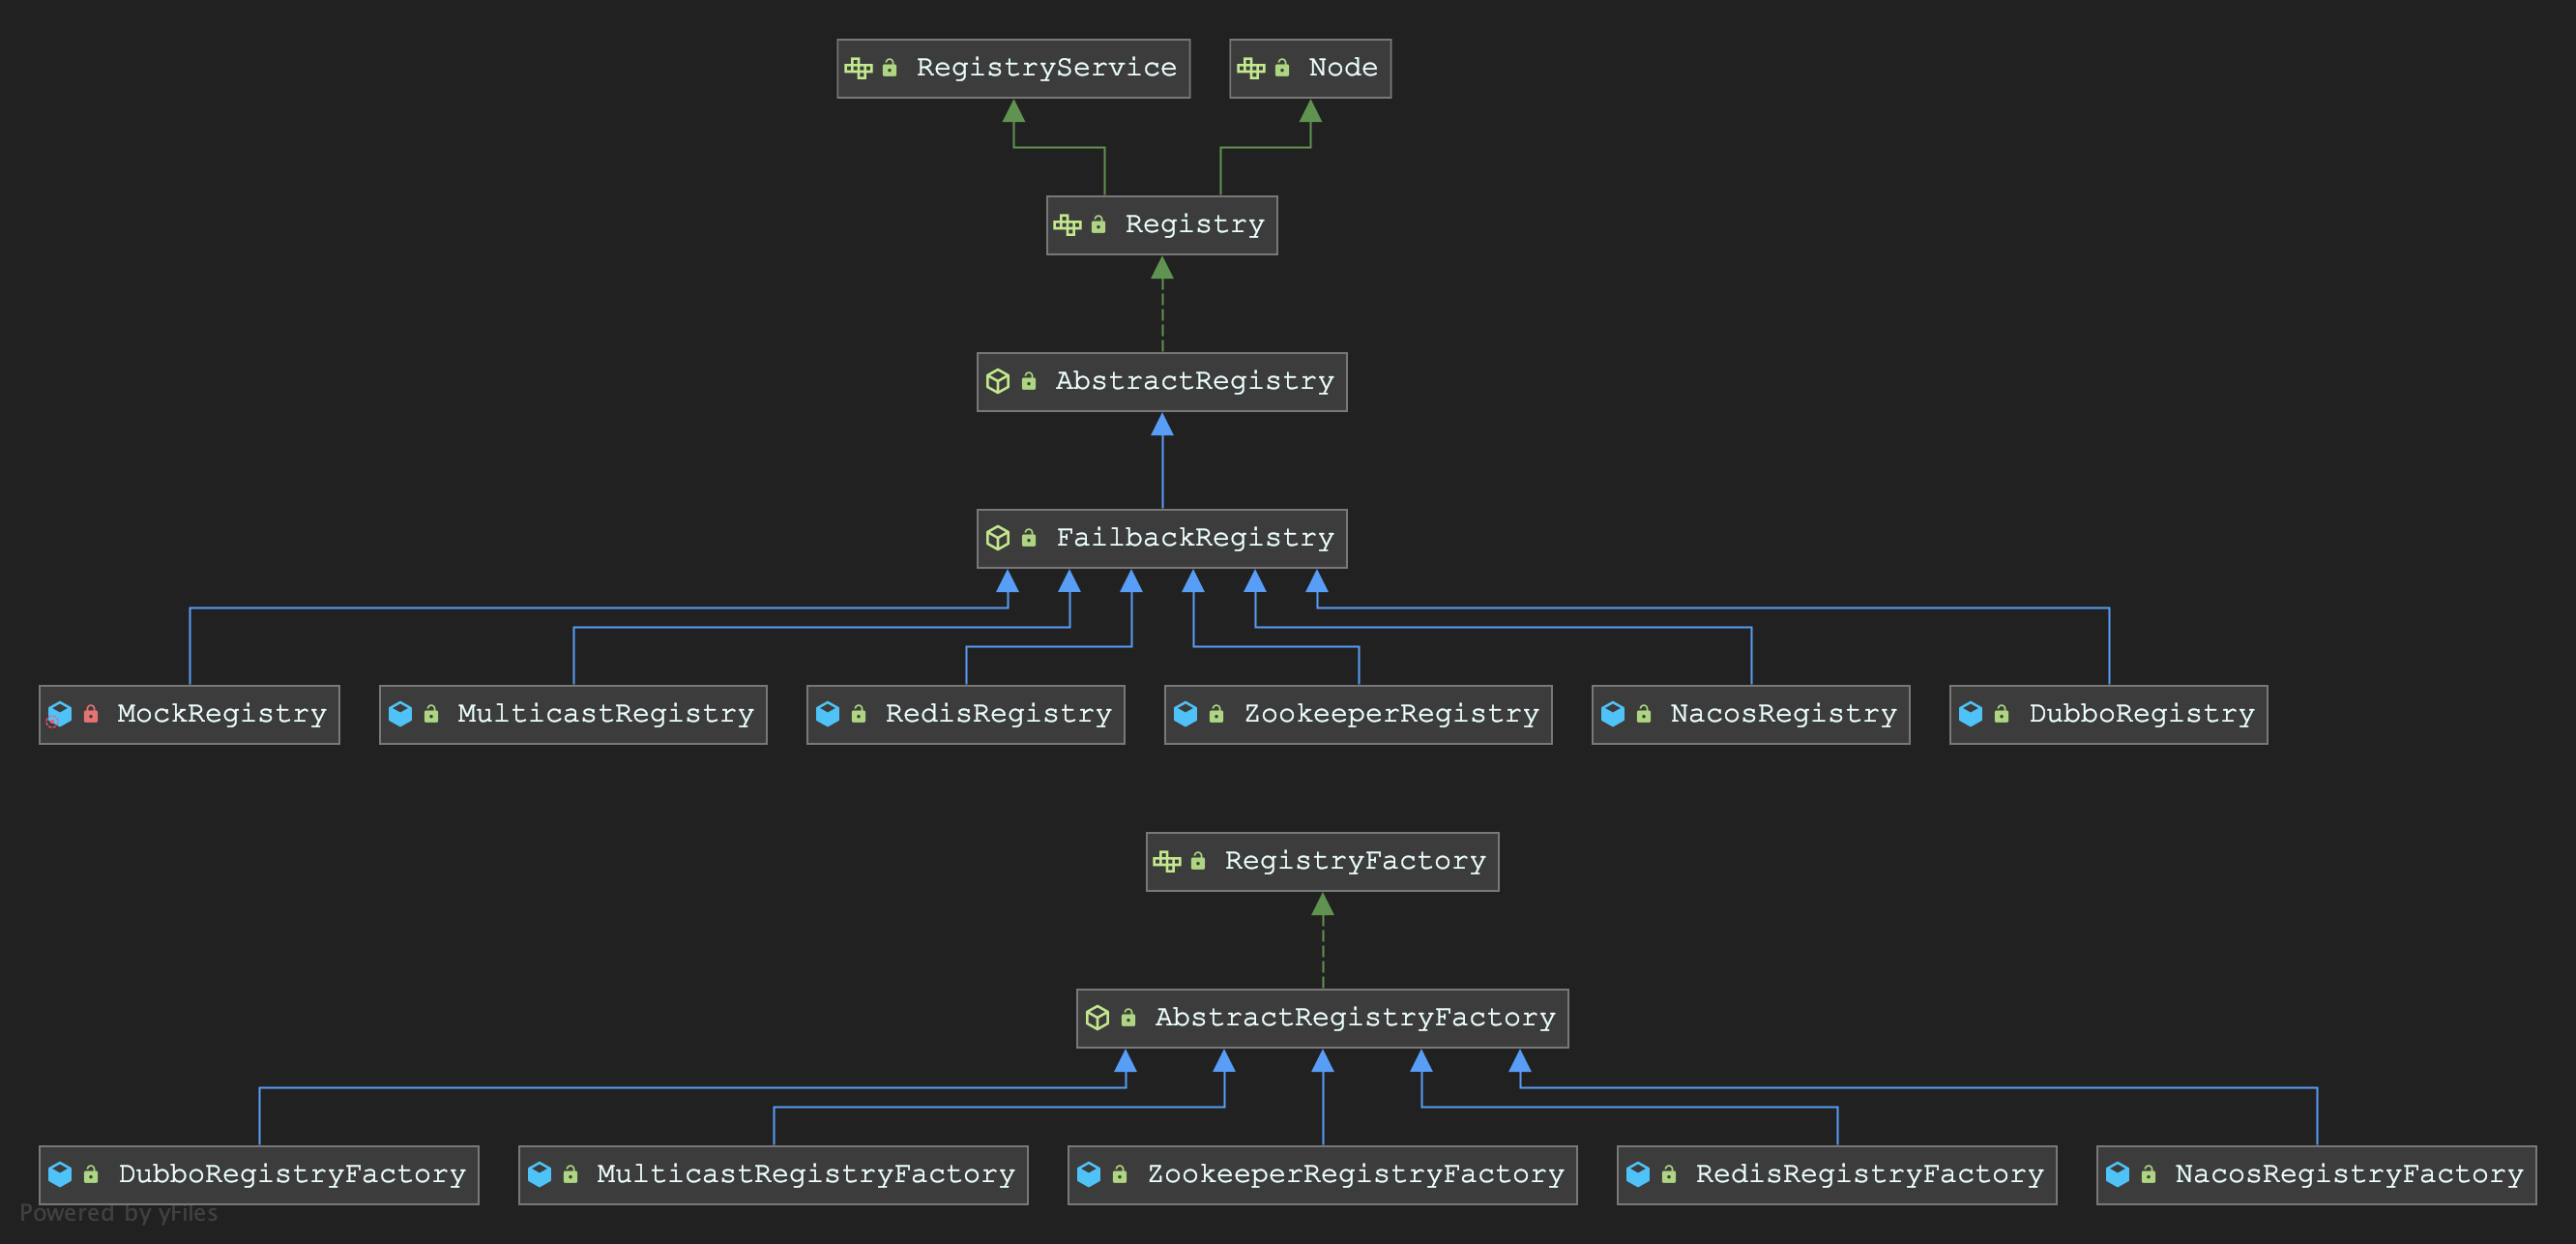 RegistryService
Node
Registry
AbstractRegistry
FailbackRegistry
MockRegistry
MulticastRegistry
RedisRegistry
ZookeeperRegistry
NacosRegistry
DubboRegistry
RegistryFactory
AbstractRegistryFactory
DubboRegistryFactory
MulticastRegistryFactory
ZookeeperRegistryFactory
RedisRegistryFactory
NacosRegistryFactory
Powered by yFiles